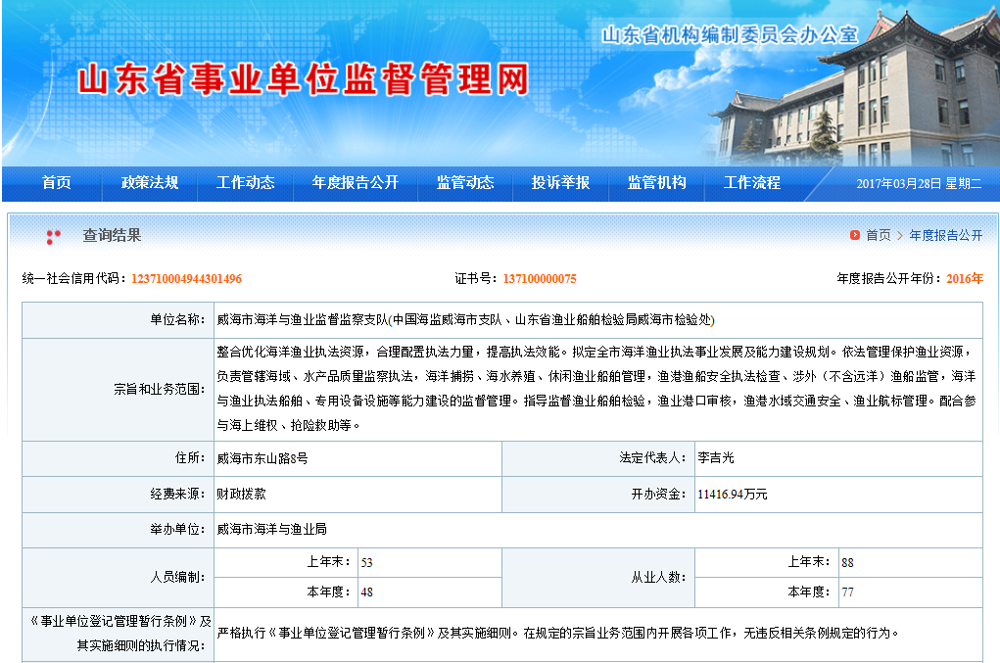 山东省机构编制委员会办公室
山东省事业单位监督管理网
首页 政策法规 工作动态 年度报告公开 监管动态 投诉举报 监管机构 工作流程 2017年03月28日 星期二
查询结果 首页 > 年度报告公开
统一社会信用代码：123710004944301496 证书号：137100000075 年度报告公开年份：2016年
单位名称： 威海市海洋与渔业监督监察支队(中国海监威海市支队、山东省渔业船舶检验局威海市检验处)
宗旨和业务范围： 整合优化海洋渔业执法资源，合理配置执法力量，提高执法效能。拟定全市海洋渔业执法事业发展及能力建设规划。依法管理保护渔业资源，
负责管辖海域、水产品质量监察执法，海洋捕捞、海水养殖、休闲渔业船舶管理，渔港渔船安全执法检查、涉外（不含远洋）渔船监管，海洋
与渔业执法船舶、专用设备设施等能力建设的监督管理。指导监督渔业船舶检验，渔业港口审核，渔港水域交通安全、渔业航标管理。配合参
与海上维权、抢险救助等。
住所： 威海市东山路8号 法定代表人： 李吉光
经费来源： 财政拨款 开办资金： 11416.94万元
举办单位： 威海市海洋与渔业局
人员编制： 上年末： 53 从业人数： 上年末： 88
本年度： 48 本年度： 77
《事业单位登记管理暂行条例》及
其实施细则的执行情况： 严格执行《事业单位登记管理暂行条例》及其实施细则。在规定的宗旨业务范围内开展各项工作，无违反相关条例规定的行为。